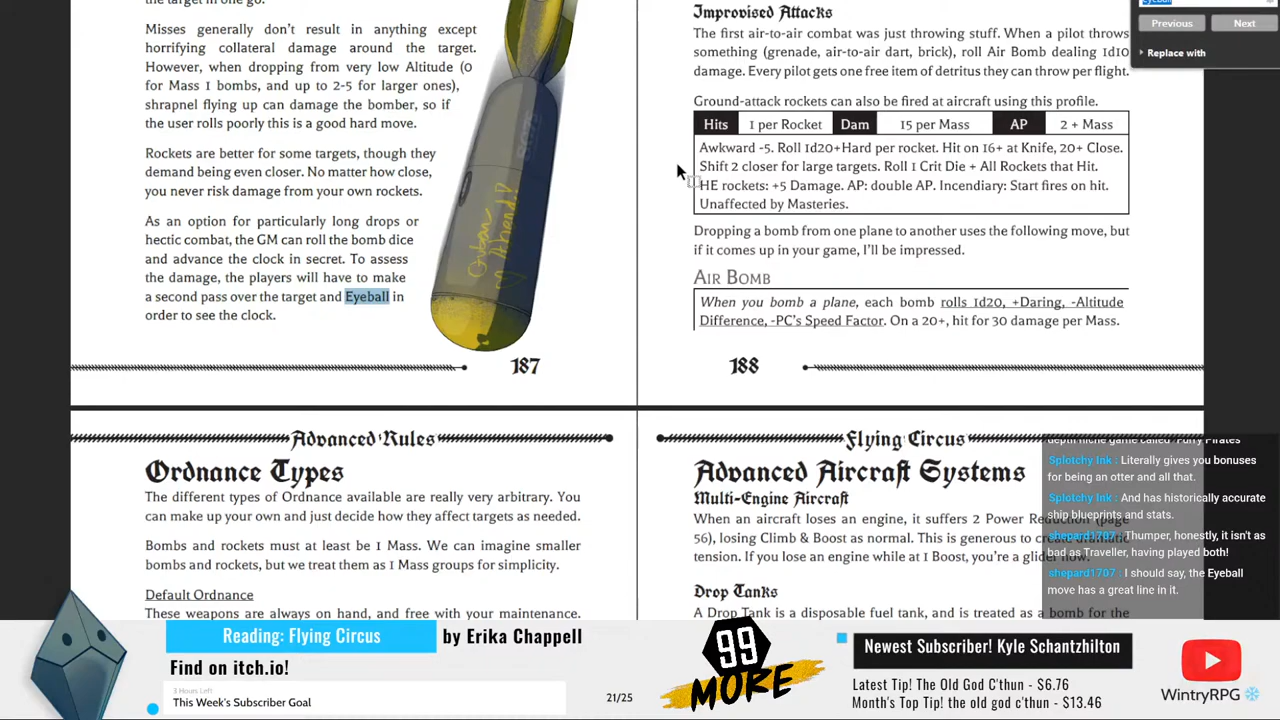 the target in one go.
Misses generally don't result in anything except
horrifying collateral damage around the target.
However, when dropping from very low Altitude (0
for Mass 1 bombs, and up to 2-5 for larger ones),
shrapnel flying up can damage the bomber, so if
the user rolls poorly this is a good hard move.
Rockets are better for some targets, though they
demand being even closer. No matter how close,
you never risk damage from your own rockets.
As an option for particularly long drops or
hectic combat, the GM can roll the bomb dice
and advance the clock in secret. To assess
the damage, the players will have to make
a second pass over the target and Eyeball in
order to see the clock.
187
Improvised Attacks
The first air-to-air combat was just throwing stuff. When a pilot throws
something (grenade, air-to-air dart, brick), roll Air Bomb dealing 1d10
damage. Every pilot gets one free item of detritus they can throw per flight.
Ground-attack rockets can also be fired at aircraft using this profile.
Hits 1 per Rocket Dam 15 per Mass AP 2 + Mass
Awkward -5. Roll 1d20+Hard per rocket. Hit on 16+ at Knife, 20+ Close.
Shift 2 closer for large targets. Roll 1 Crit Die + All Rockets that Hit.
HE rockets: +5 Damage. AP: double AP. Incendiary: Start fires on hit.
Unaffected by Masteries.
Dropping a bomb from one plane to another uses the following move, but
if it comes up in your game, I'll be impressed.
Air Bomb
When you bomb a plane, each bomb rolls 1d20, +Daring, -Altitude
Difference, -PC's Speed Factor. On a 20+, hit for 30 damage per Mass.
188
eyeball
Previous Next
Replace with
Advanced Rules
Ordnance Types
The different types of Ordnance available are really very arbitrary. You
can make up your own and just decide how they affect targets as needed.
Bombs and rockets must at least be 1 Mass. We can imagine smaller
bombs and rockets, but we treat them as 1 Mass groups for simplicity.
Default Ordnance
These weapons are always on hand, and free with your maintenance.
Flying Circus
Advanced Aircraft Systems
Multi-Engine Aircraft
When an aircraft loses an engine, it suffers 2 Power Reduction (page
56), losing Climb & Boost as normal. This is generous to create dramatic
tension. If you lose an engine while at 1 Boost, you're a glider now.
Drop Tanks
A Drop Tank is a disposable fuel tank, and is treated as a bomb for the
depth niche game called "Furry Pirates"
Splotchy Ink : Literally gives you bonuses
for being an otter and all that.
Splotchy Ink : And has historically accurate
ship blueprints and stats.
shepard1707 : Thumper, honestly, it isn't as
bad as Traveller, having played both!
shepard1707 : I should say, the Eyeball
move has a great line in it.
Reading: Flying Circus by Erika Chappell
Find on itch.io!
3 Hours Left
This Week's Subscriber Goal
21/25
99
MORE
Newest Subscriber! Kyle Schantzhilton
Latest Tip! The Old God C'thun - $6.76
Month's Top Tip! the old god c'thun - $13.46
WintryRPG